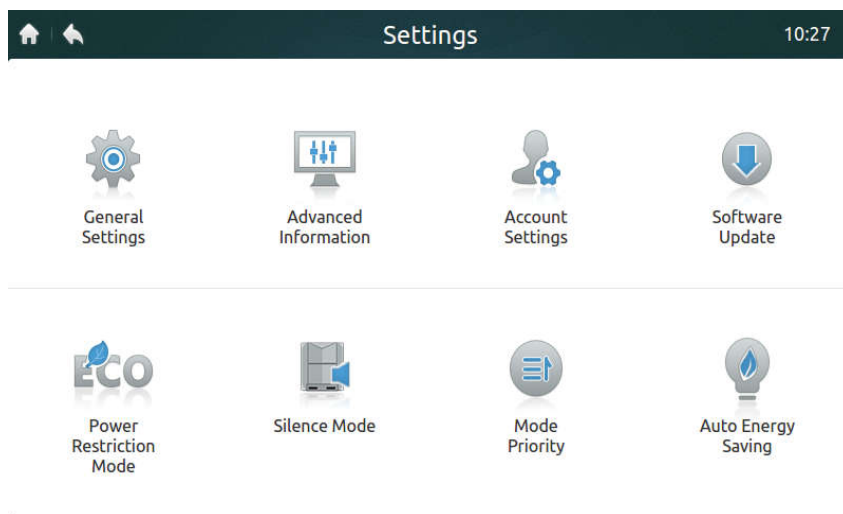 Settings
10:27
General
Settings
Advanced
Information
Account
Settings
Software
Update
ECO
Power
Restriction
Mode
Silence Mode
Mode
Priority
Auto Energy
Saving